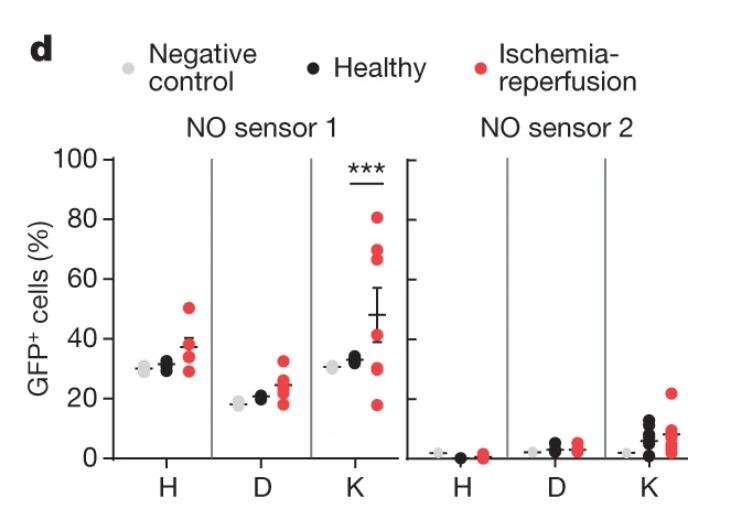 d
Negative
control
Healthy
Ischemia-
reperfusion
NO sensor 1
NO sensor 2
GFP⁺ cells (%)
100
80
60
40
20
0
***
H
D
K
H
D
K